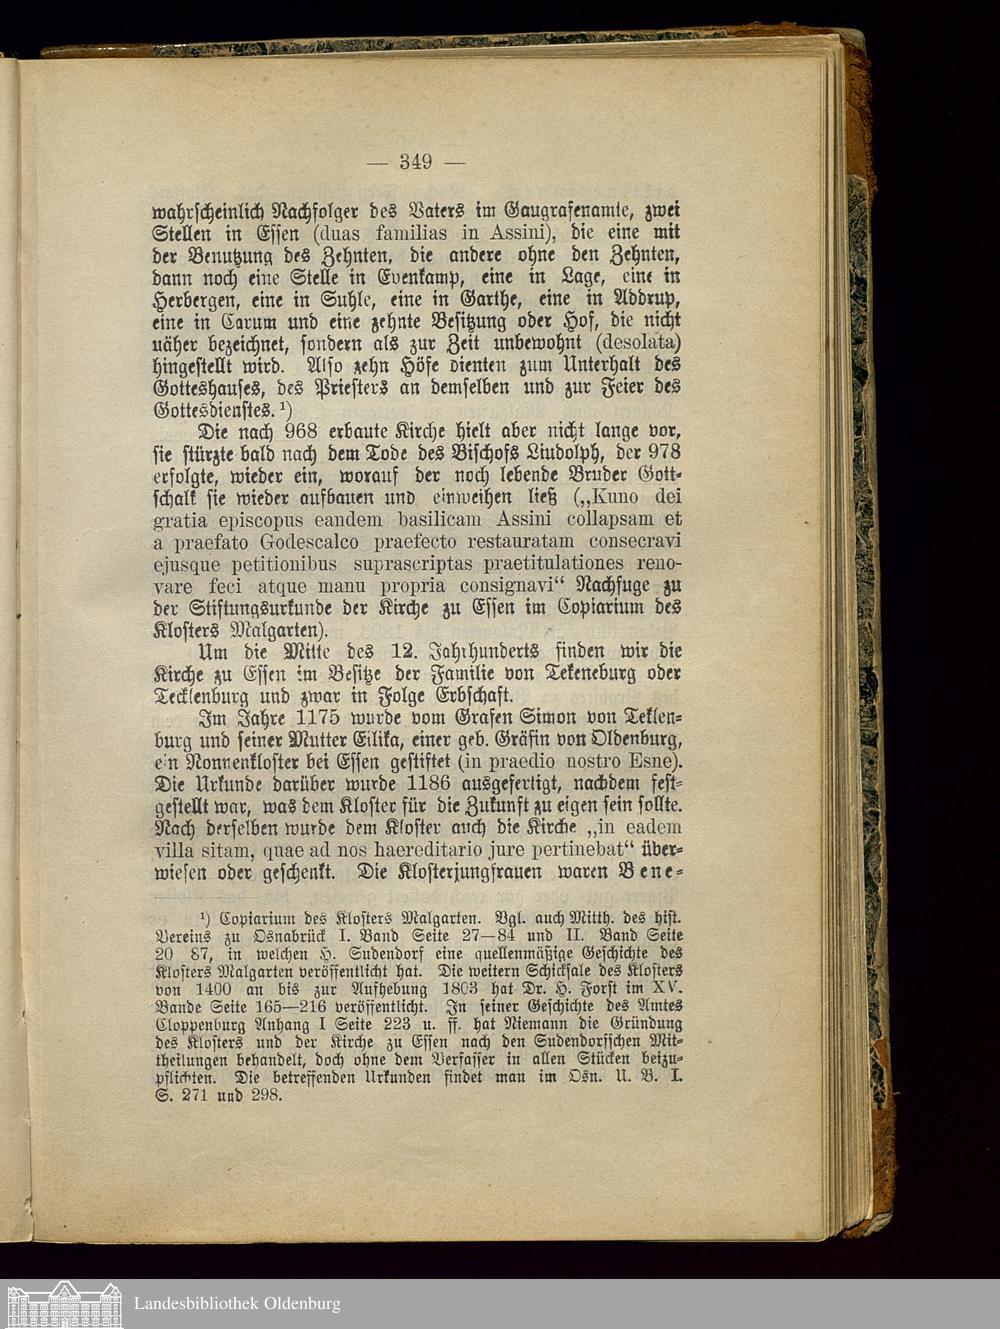 — 349 —
wahrscheinlich Nachfolger des Vaters im Gaugrafenamte, zwei
Stellen in Essen (duas familias in Assini), die eine mit
der Benutzung des Zehnten, die andere ohne den Zehnten,
dann noch eine Stelle in Evenkamp, eine in Lage, eine in
Herbergen, eine in Suhle, eine in Garthe, eine in Addrup,
eine in Carum und eine zehnte Besitzung oder Hof, die nicht
näher bezeichnet, sondern als zur Zeit unbewohnt (desolata)
hingestellt wird. Also zehn Höfe dienten zum Unterhalt des
Gotteshauses, des Priesters an demselben und zur Feier des
Gottesdienstes.¹)
Die nach 968 erbaute Kirche hielt aber nicht lange vor,
sie stürzte bald nach dem Tode des Bischofs Liudolph, der 978
erfolgte, wieder ein, worauf der noch lebende Bruder Gott-
schalk sie wieder aufbauen und einweihen ließ („Kuno dei
gratia episcopus eandem basilicam Assini collapsam et
a praefato Godescalco praefecto restauratam consecravi
ejusque petitionibus suprascriptas praetitulationes reno-
vare feci atque manu propria consignavi“ Nachfuge zu
der Stiftungsurkunde der Kirche zu Essen im Copiarium des
Klosters Malgarten).
Um die Mitte des 12. Jahrhunderts finden wir die
Kirche zu Essen im Besitze der Familie von Tekeneburg oder
Tecklenburg und zwar in Folge Erbschaft.
Im Jahre 1175 wurde vom Grafen Simon von Teklen-
burg und seiner Mutter Eilika, einer geb. Gräfin von Oldenburg,
ein Nonnenkloster bei Essen gestiftet (in praedio nostro Esne).
Die Urkunde darüber wurde 1186 ausgefertigt, nachdem fest-
gestellt war, was dem Kloster für die Zukunft zu eigen sein sollte.
Nach derselben wurde dem Kloster auch die Kirche „in eadem
villa sitam, quae ad nos haereditario jure pertinebat“ über-
wiesen oder geschenkt. Die Klosterjungfrauen waren Bene-
¹) Copiarium des Klosters Malgarten. Vgl. auch Mitth. des hist.
Vereins zu Osnabrück I. Band Seite 27—84 und II. Band Seite
20 87, in welchen H. Sudendorf eine quellenmäßige Geschichte des
Klosters Malgarten veröffentlicht hat. Die weitern Schicksale des Klosters
von 1400 an bis zur Aufhebung 1803 hat Dr. H. Forst im XV.
Bande Seite 165—216 veröffentlicht. In seiner Geschichte des Amtes
Cloppenburg Anhang I Seite 223 u. ff. hat Niemann die Gründung
des Klosters und der Kirche zu Essen nach den Sudendorfschen Mit-
theilungen behandelt, doch ohne dem Verfasser in allen Stücken beizu-
pflichten. Die betreffenden Urkunden findet man im Osn. U. B. I.
S. 271 und 298.
Landesbibliothek Oldenburg